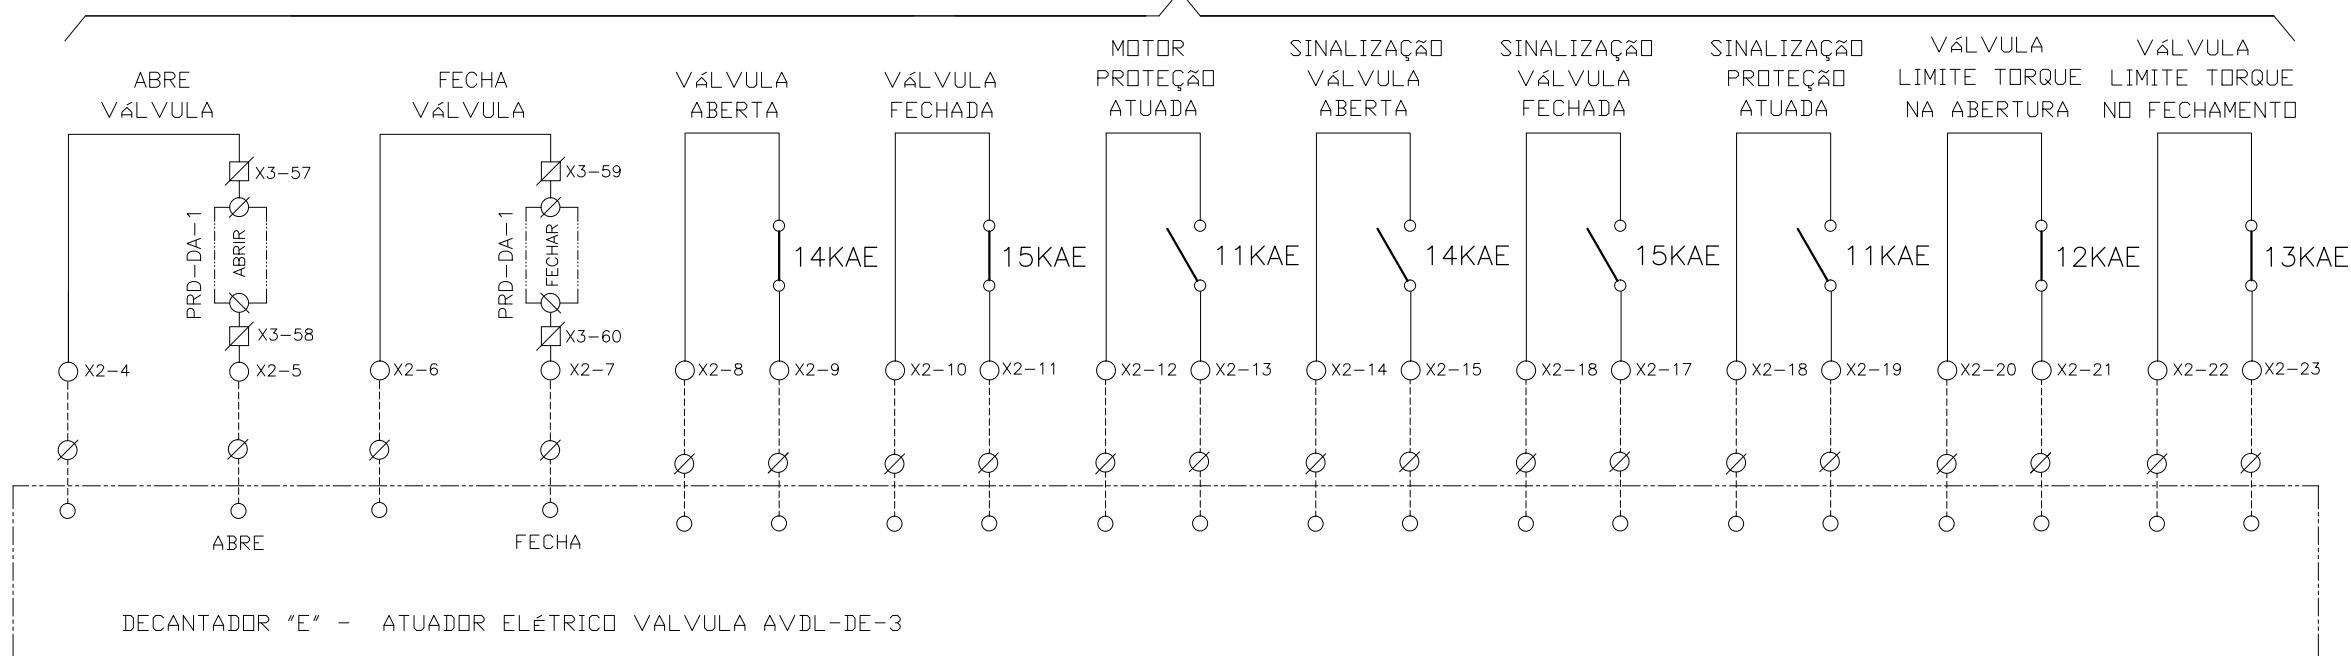 ABRE
VáLVULA
FECHA
VáLVULA
VáLVULA
ABERTA
VáLVULA
FECHADA
MOTOR
PROTEÇãO
ATUADA
SINALIZAÇãO
VáLVULA
ABERTA
SINALIZAÇãO
VáLVULA
FECHADA
SINALIZAÇãO
PROTEÇãO
ATUADA
VáLVULA
LIMITE TORQUE
NA ABERTURA
VáLVULA
LIMITE TORQUE
NO FECHAMENTO
X3-57
X3-59
PRD-DA-1
ABRIR
PRD-DA-1
FECHAR
14KAE
15KAE
11KAE
14KAE
15KAE
11KAE
12KAE
13KAE
X3-58
X3-60
X2-4
X2-5
X2-6
X2-7
X2-8
X2-9
X2-10
X2-11
X2-12
X2-13
X2-14
X2-15
X2-18
X2-17
X2-18
X2-19
X2-20
X2-21
X2-22
X2-23
ABRE
FECHA
DECANTADOR "E" - ATUADOR ELéTRICO VALVULA AVDL-DE-3